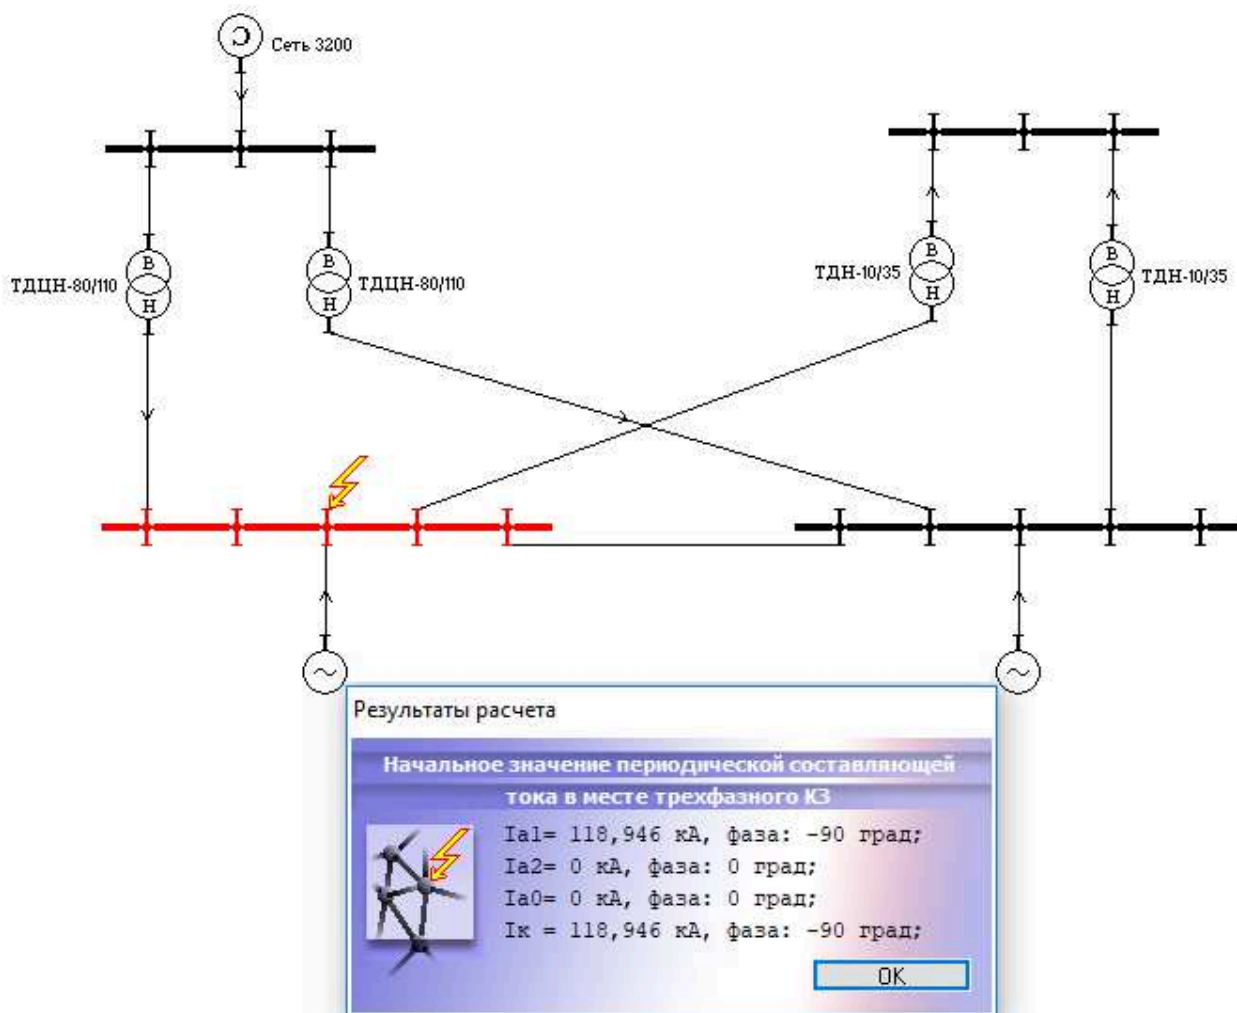 Сеть 3200
В
Н
ТДЦН-80/110
В
Н
ТДЦН-80/110
ТДН-10/35
В
Н
В
Н
ТДН-10/35
Результаты расчета
Начальное значение периодической составляющей
тока в месте трехфазного КЗ
Ia1= 118,946 кА, фаза: -90 град;
Ia2= 0 кА, фаза: 0 град;
Ia0= 0 кА, фаза: 0 град;
Iк = 118,946 кА, фаза: -90 град;
OK